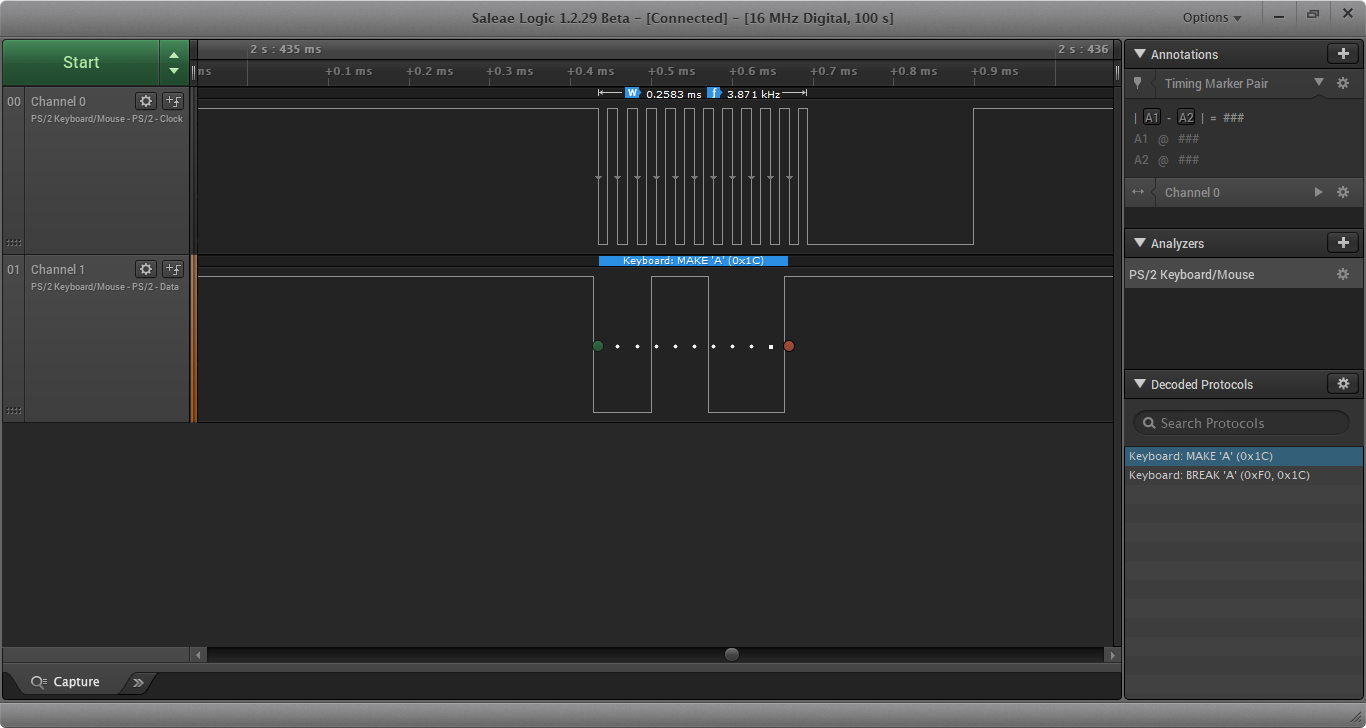 Saleae Logic 1.2.29 Beta - [Connected] - [16 MHz Digital, 100 s]
Options
Start
2 s : 435 ms
2 s : 436
ms
+0.1 ms
+0.2 ms
+0.3 ms
+0.4 ms
+0.5 ms
+0.6 ms
+0.7 ms
+0.8 ms
+0.9 ms
00
Channel 0
PS/2 Keyboard/Mouse - PS/2 - Clock
W 0.2583 ms f 3.871 kHz
01
Channel 1
PS/2 Keyboard/Mouse - PS/2 - Data
Keyboard: MAKE 'A' (0x1C)
Capture
Annotations
Timing Marker Pair
| A1 - A2 | = ###
A1 @ ###
A2 @ ###
Channel 0
Analyzers
PS/2 Keyboard/Mouse
Decoded Protocols
Search Protocols
Keyboard: MAKE 'A' (0x1C)
Keyboard: BREAK 'A' (0xF0, 0x1C)